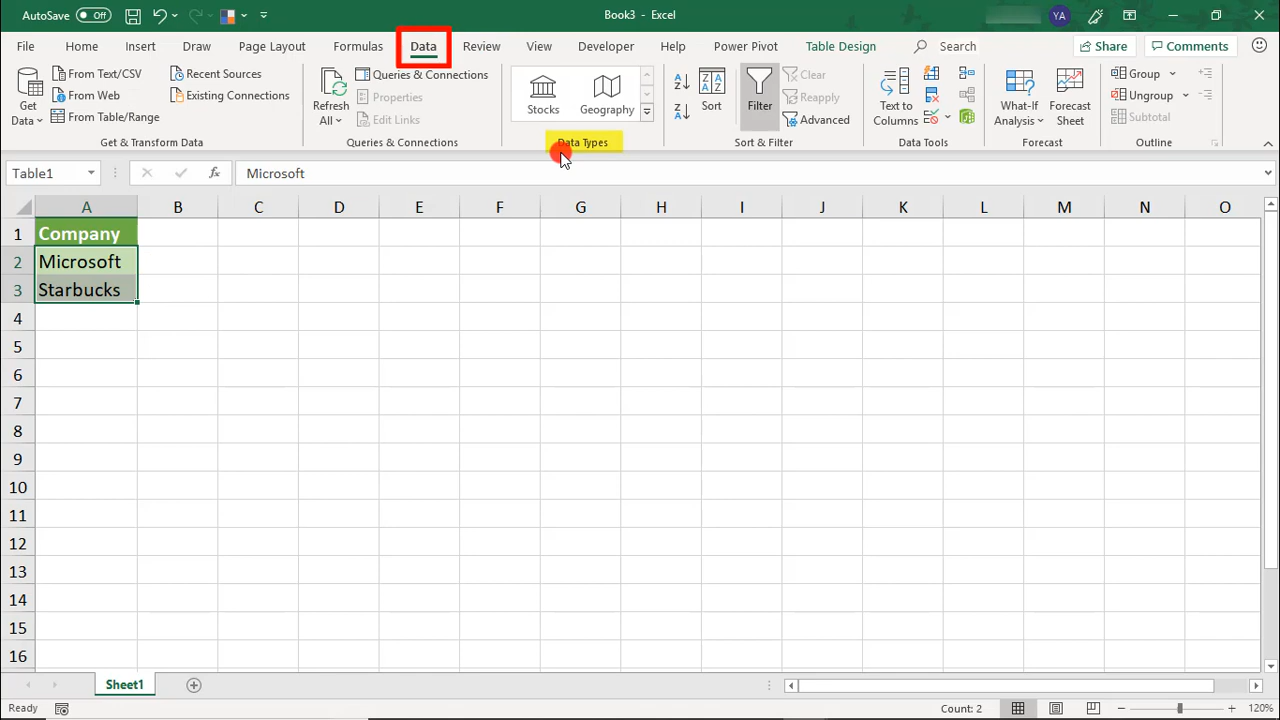 AutoSave Off Book3 - Excel YA
File Home Insert Draw Page Layout Formulas Data Review View Developer Help Power Pivot Table Design Search Share Comments
Get Data From Text/CSV Recent Sources
From Web Existing Connections
From Table/Range
Get & Transform Data
Refresh All Queries & Connections
Properties
Edit Links
Queries & Connections
Stocks Geography
Data Types
Sort Filter Clear
Reapply
Advanced
Sort & Filter
Text to Columns
Data Tools
What-If Analysis Forecast Sheet
Forecast
Group
Ungroup
Subtotal
Outline
Table1 fx Microsoft
A B C D E F G H I J K L M N O
1 Company
2 Microsoft
3 Starbucks
4
5
6
7
8
9
10
11
12
13
14
15
16
Sheet1
Ready Count: 2 120%